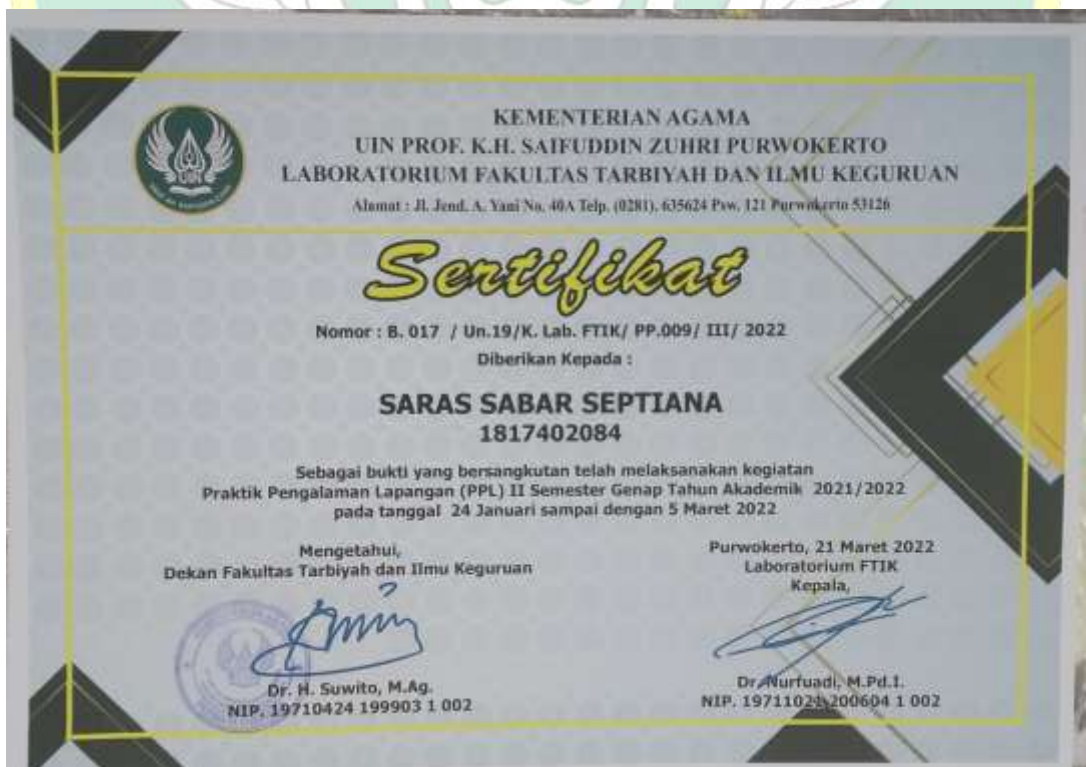 KEMENTERIAN AGAMA
UIN PROF. K.H. SAIFUDDIN ZUHRI PURWOKERTO
LABORATORIUM FAKULTAS TARBIYAH DAN ILMU KEGURUAN
Alamat : Jl. Jend. A. Yani No. 40A Telp. (0281). 635624 Psw. 121 Purwokerto 53126
Sertifikat
Nomor : B. 017 / Un.19/K. Lab. FTIK/ PP.009/ III/ 2022
Diberikan Kepada :
SARAS SABAR SEPTIANA
1817402084
Sebagai bukti yang bersangkutan telah melaksanakan kegiatan
Praktik Pengalaman Lapangan (PPL) II Semester Genap Tahun Akademik 2021/2022
pada tanggal 24 Januari sampai dengan 5 Maret 2022
Mengetahui,
Dekan Fakultas Tarbiyah dan Ilmu Keguruan
Dr. H. Suwito, M.Ag.
NIP. 19710424 199903 1 002
Purwokerto, 21 Maret 2022
Laboratorium FTIK
Kepala,
Dr. Nurfuadi, M.Pd.I.
NIP. 19711021 200604 1 002